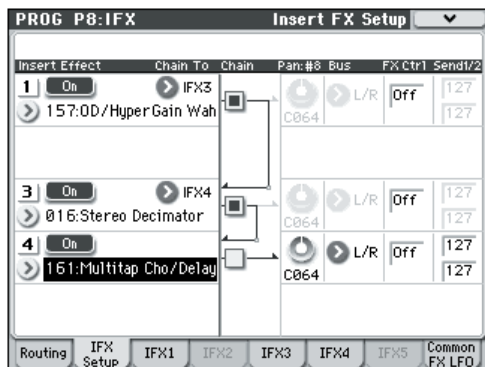 PROG P8:IFX Insert FX Setup
Insert Effect Chain To Chain Pan:#8 Bus FX Ctrl Send1/2
1 On IFX3 L/R Off 127
157:OD/HyperGain Wah C064 127
3 On IFX4 L/R Off 127
016:Stereo Decimator C064 127
4 On L/R Off 127
161:Multitap Cho/Delay C064 127
Routing IFX Setup IFX1 IFX2 IFX3 IFX4 IFX5 Common FX LFO